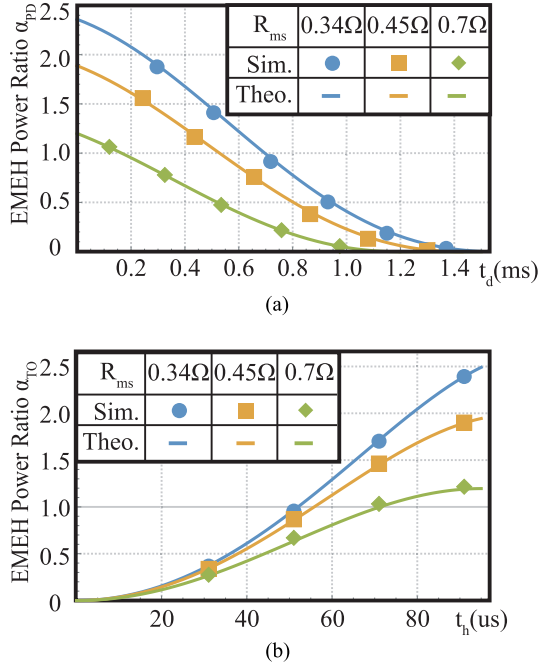 EMEH Power Ratio α_PD
2.5
2.0
1.5
1.0
0.5
0
R_ms 0.34Ω 0.45Ω 0.7Ω
Sim.
Theo.
0.2 0.4 0.6 0.8 1.0 1.2 1.4 t_d(ms)
(a)
EMEH Power Ratio α_TO
2.5
2.0
1.5
1.0
0.5
0
R_ms 0.34Ω 0.45Ω 0.7Ω
Sim.
Theo.
20 40 60 80 t_h(us)
(b)